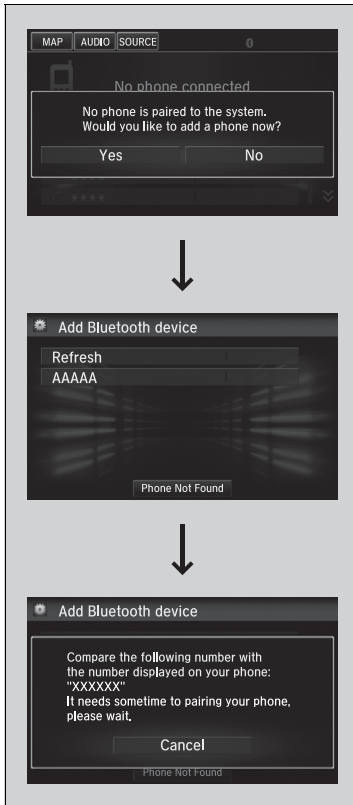 MAP AUDIO SOURCE 0
No phone connected
No phone is paired to the system.
Would you like to add a phone now?
Yes No
Add Bluetooth device
Refresh
AAAAA
Phone Not Found
Add Bluetooth device
Compare the following number with
the number displayed on your phone:
"XXXXXX"
It needs sometime to pairing your phone,
please wait.
Cancel
Phone Not Found